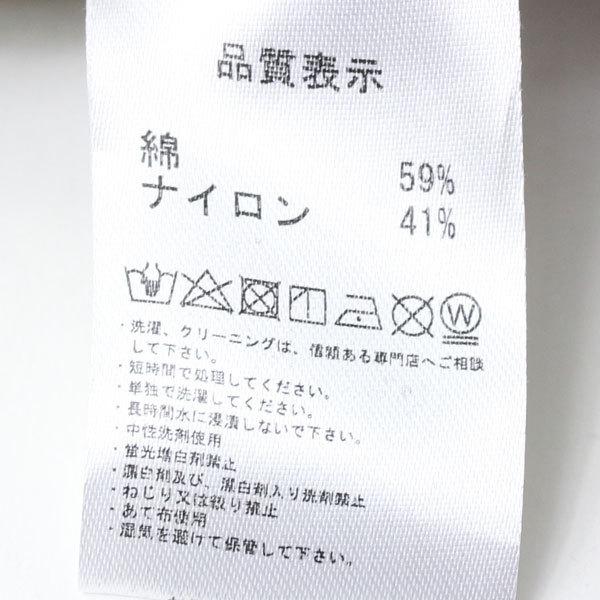 品質表示
綿 59%
ナイロン 41%
W
・洗濯、クリーニングは、信頼ある専門店へご相談
して下さい。
・短時間で処理してください。
・単独で洗濯してください。
・長時間水に浸漬しないで下さい。
・中性洗剤使用
・蛍光増白剤禁止
・漂白剤及び、漂白剤入り洗剤禁止
・ねじり又は絞り禁止
・あて布使用
・湿気を避けて保管して下さい。